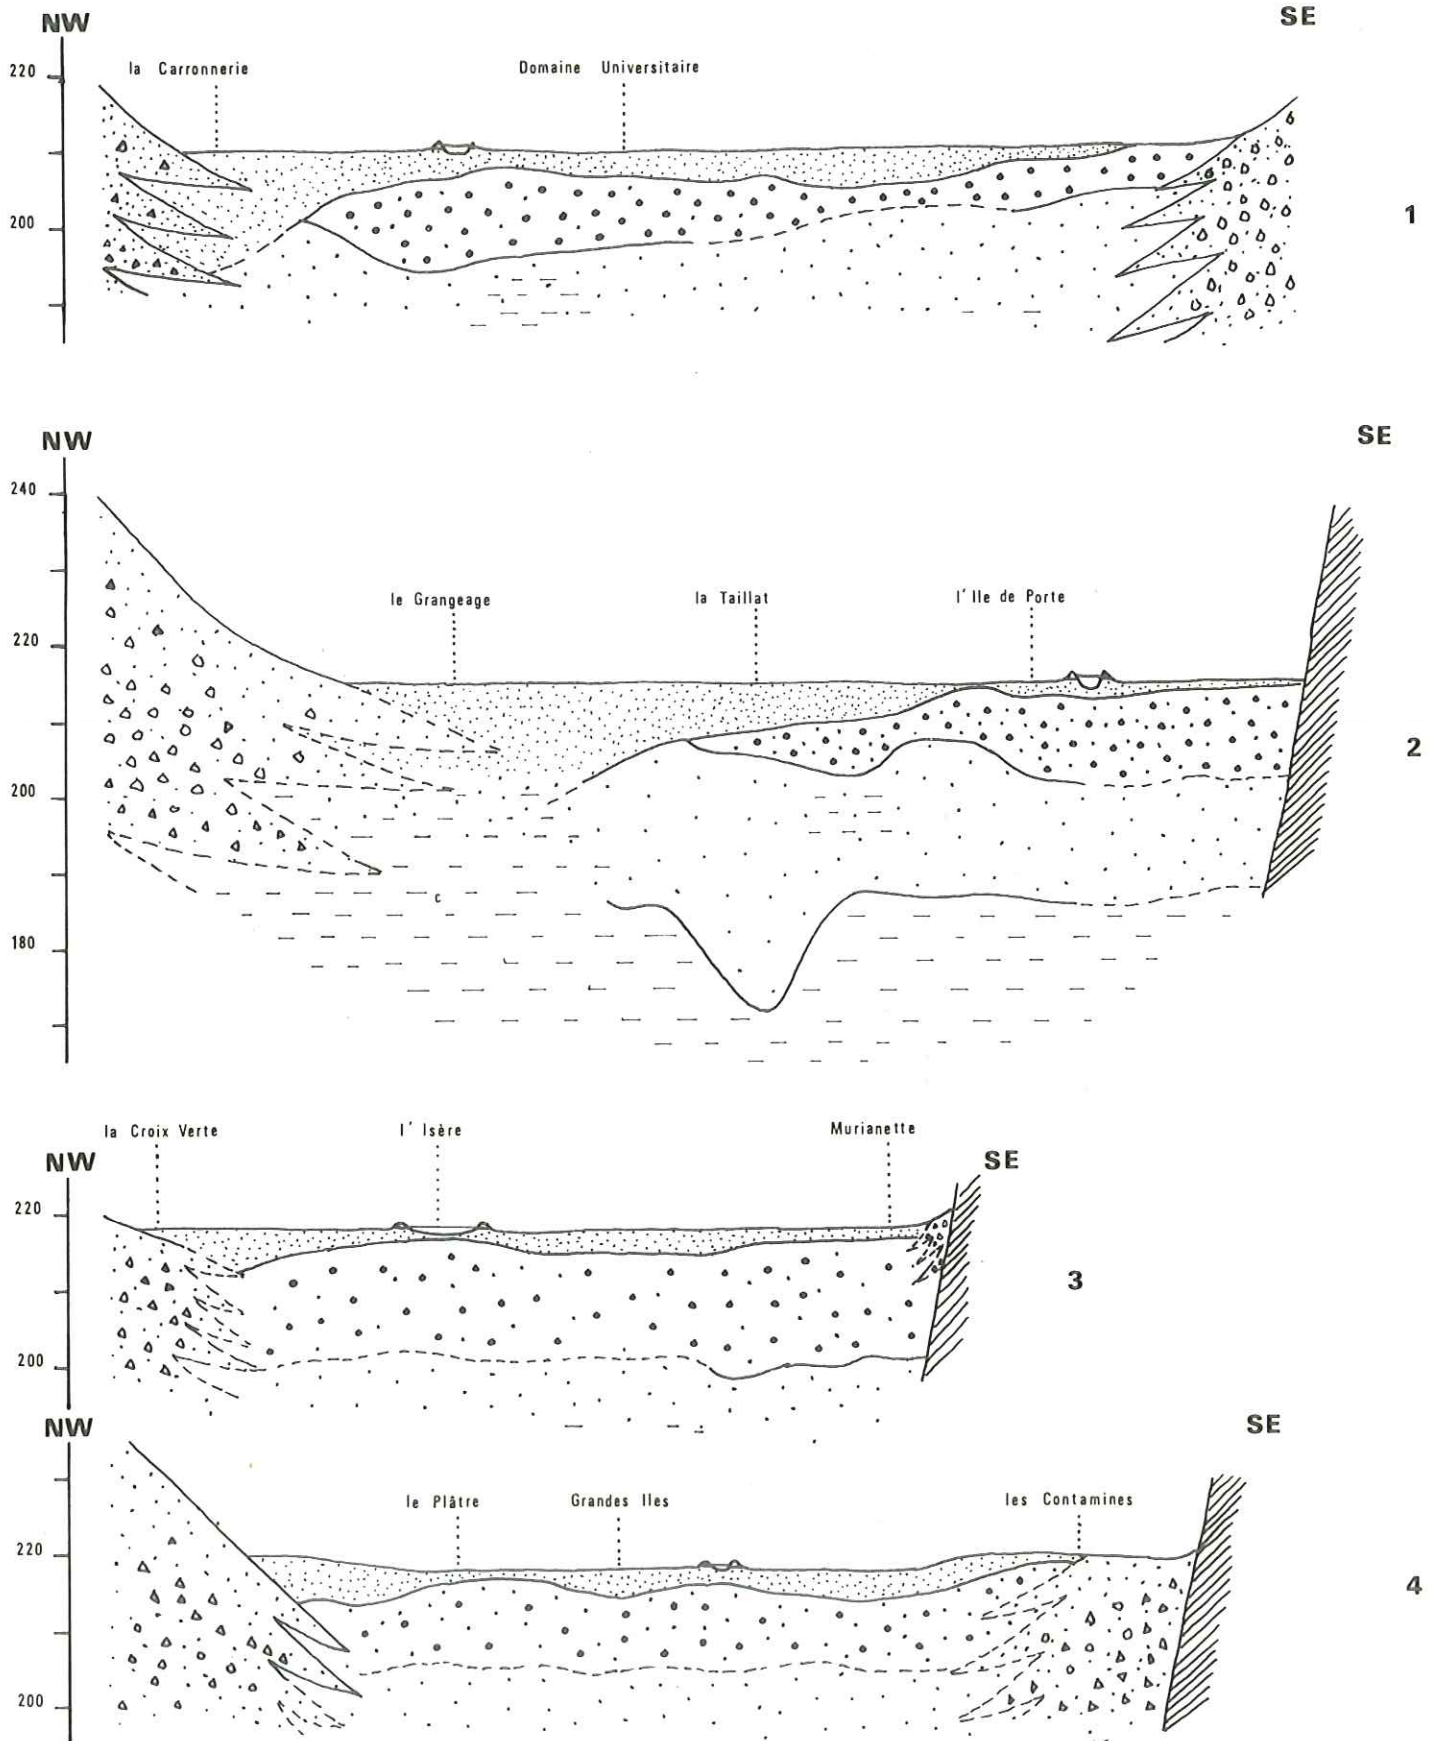 NW
SE
220
la Carronnerie
Domaine Universitaire
200
1
NW
SE
240
le Grangeage
la Taillat
l'Ile de Porte
220
2
200
c
180
la Croix Verte
l'Isère
Murianette
NW
SE
220
3
200
NW
SE
le Plâtre
Grandes Iles
les Contamines
220
4
200